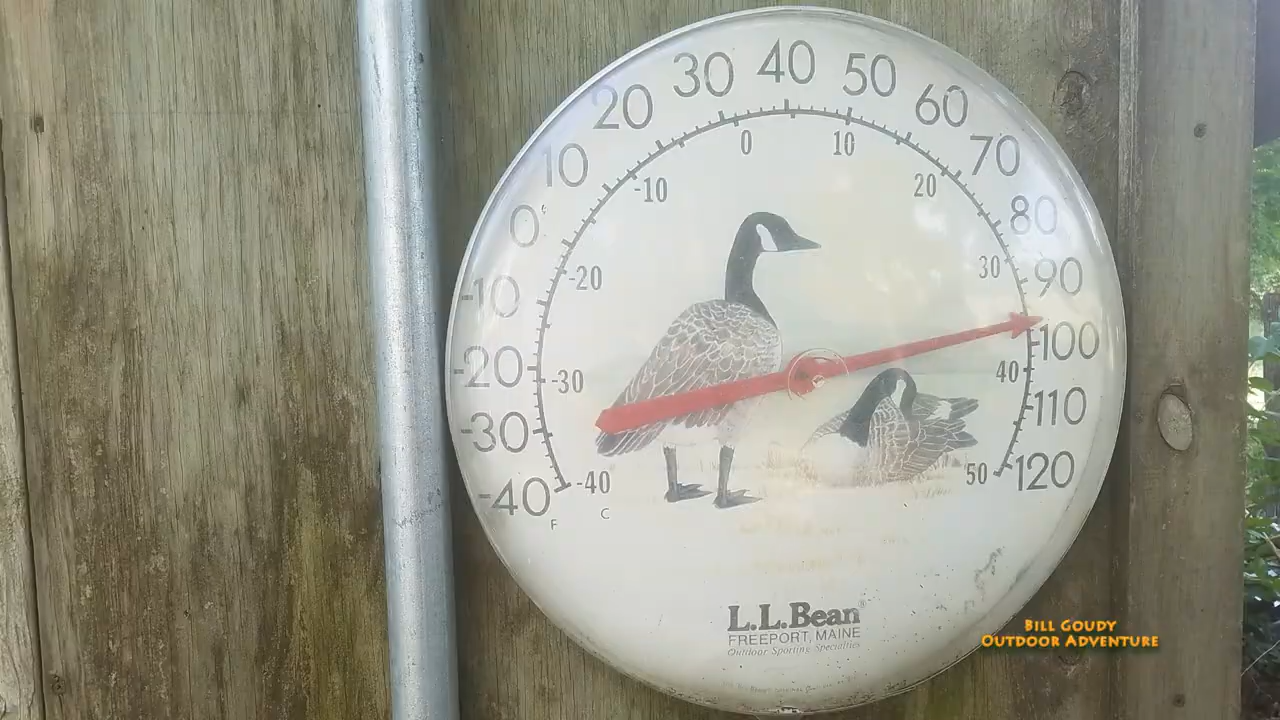 -40 -30 -20 -10 0° 10 20 30 40 50 60 70 80 90 100 110 120
F
-40 -30 -20 -10 0 10 20 30 40 50
C
L.L.Bean®
FREEPORT, MAINE
Outdoor Sporting Specialties
BILL GOUDY
OUTDOOR ADVENTURE